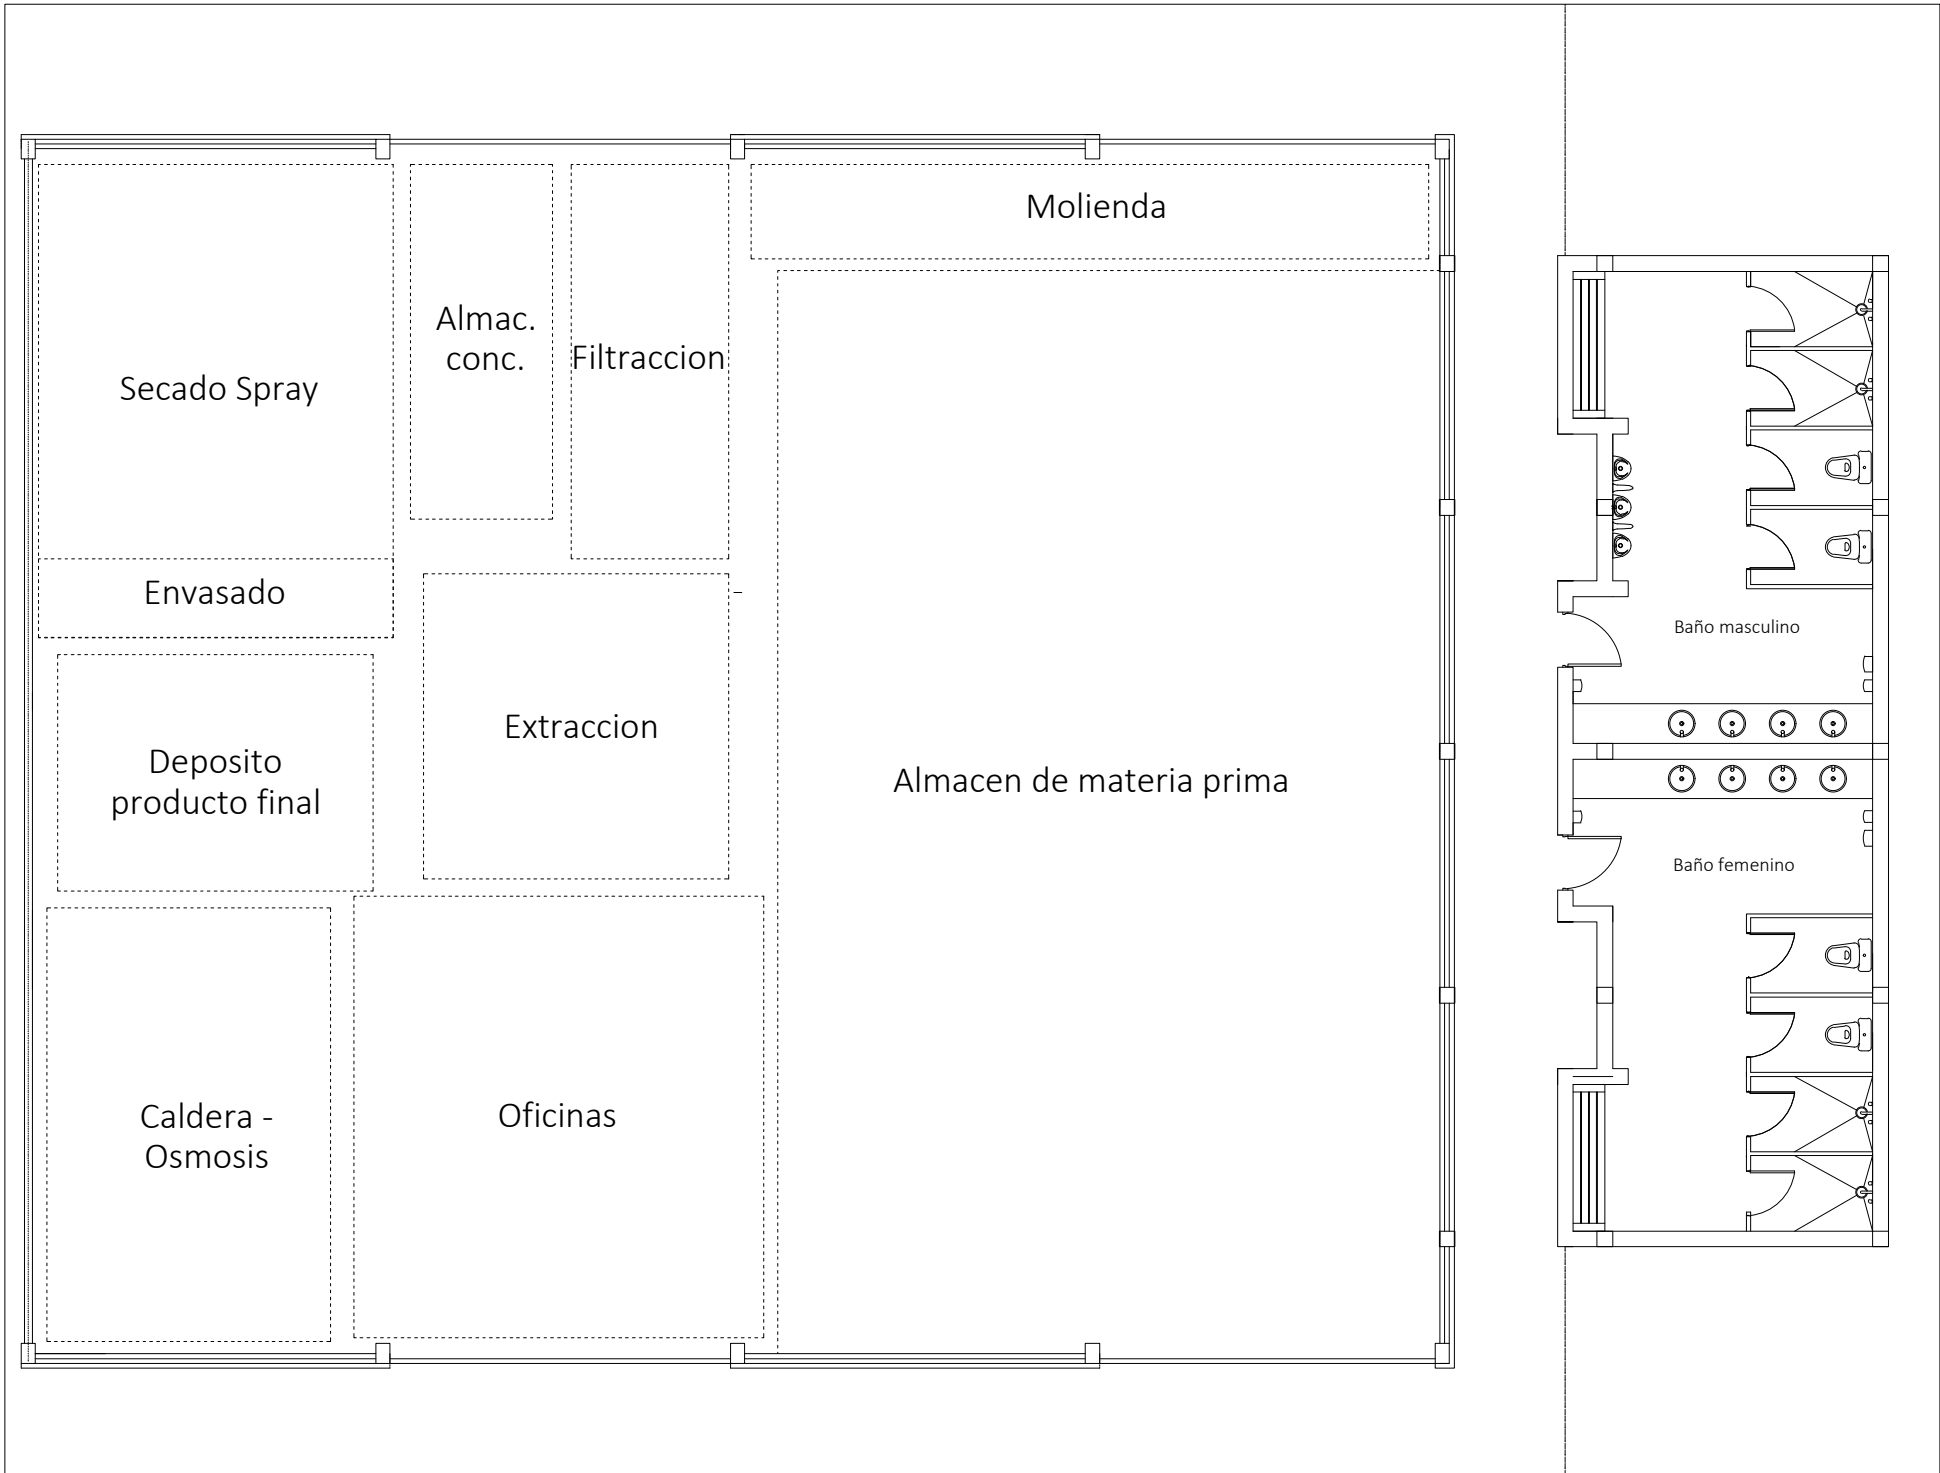 Molienda
Almac.
conc.
Filtraccion
Secado Spray
Envasado
Baño masculino
Extraccion
Deposito
producto final
Almacen de materia prima
Baño femenino
Caldera -
Osmosis
Oficinas